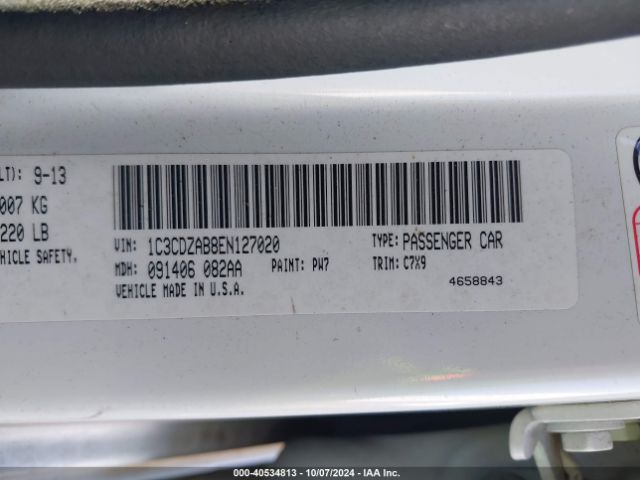 LT): 9-13
007 KG
220 LB
HICLE SAFETY.
VIN: 1C3CDZAB8EN127020
TYPE: PASSENGER CAR
MDH: 091406 082AA
PAINT: PW7
TRIM: C7X9
VEHICLE MADE IN U.S.A.
4658843
000-40534813 - 10/07/2024 - IAA Inc.